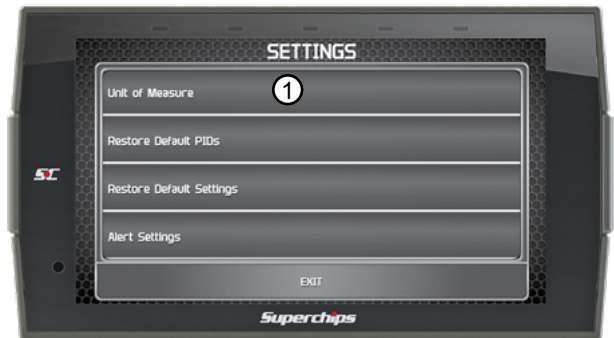 SETTINGS
Unit of Measure
1
Restore Default PIDs
Restore Default Settings
Alert Settings
EXIT
SC
Superchips